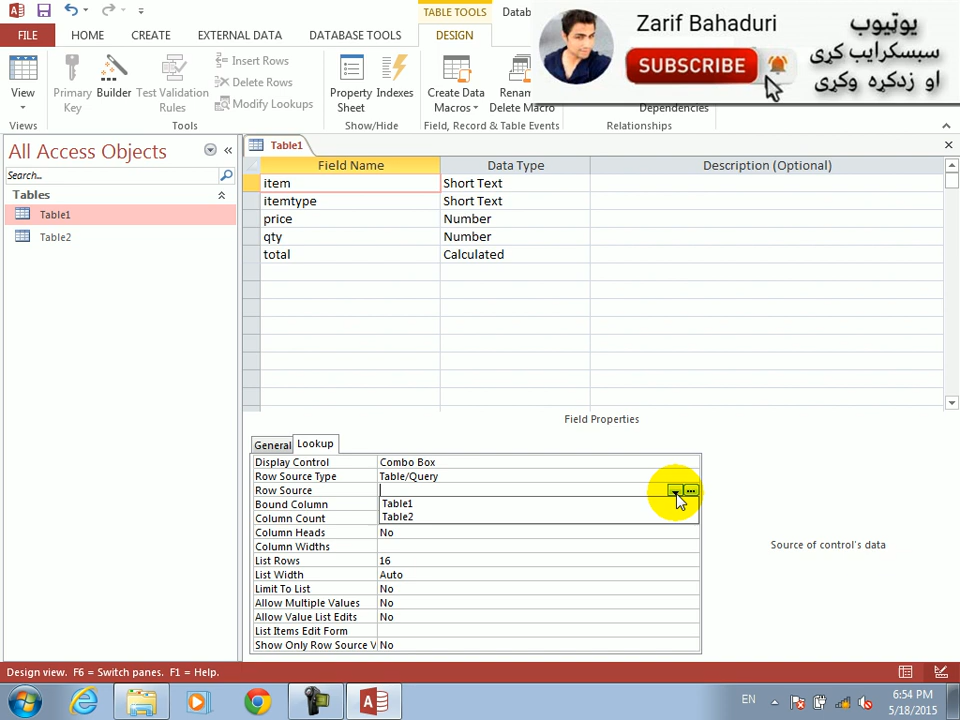 TABLE TOOLS
Datab
FILE
HOME
CREATE
EXTERNAL DATA
DATABASE TOOLS
DESIGN
Zarif Bahaduri
SUBSCRIBE
یوټیوب
سبسکرایب کړی
او زدکړه وکړی
View
Primary Key
Builder
Test Validation Rules
Insert Rows
Delete Rows
Modify Lookups
Property Sheet
Indexes
Create Data Macros
Renam
Delete Macro
Dependencies
Views
Tools
Show/Hide
Field, Record & Table Events
Relationships
All Access Objects
Search...
Tables
Table1
Table2
Table1
Field Name Data Type Description (Optional)
item Short Text
itemtype Short Text
price Number
qty Number
total Calculated
Field Properties
General Lookup
Display Control Combo Box
Row Source Type Table/Query
Row Source
Bound Column Table1
Column Count Table2
Column Heads No
Column Widths
List Rows 16
List Width Auto
Limit To List No
Allow Multiple Values No
Allow Value List Edits No
List Items Edit Form
Show Only Row Source V No
Source of control's data
Design view. F6 = Switch panes. F1 = Help.
EN
6:54 PM
5/18/2015